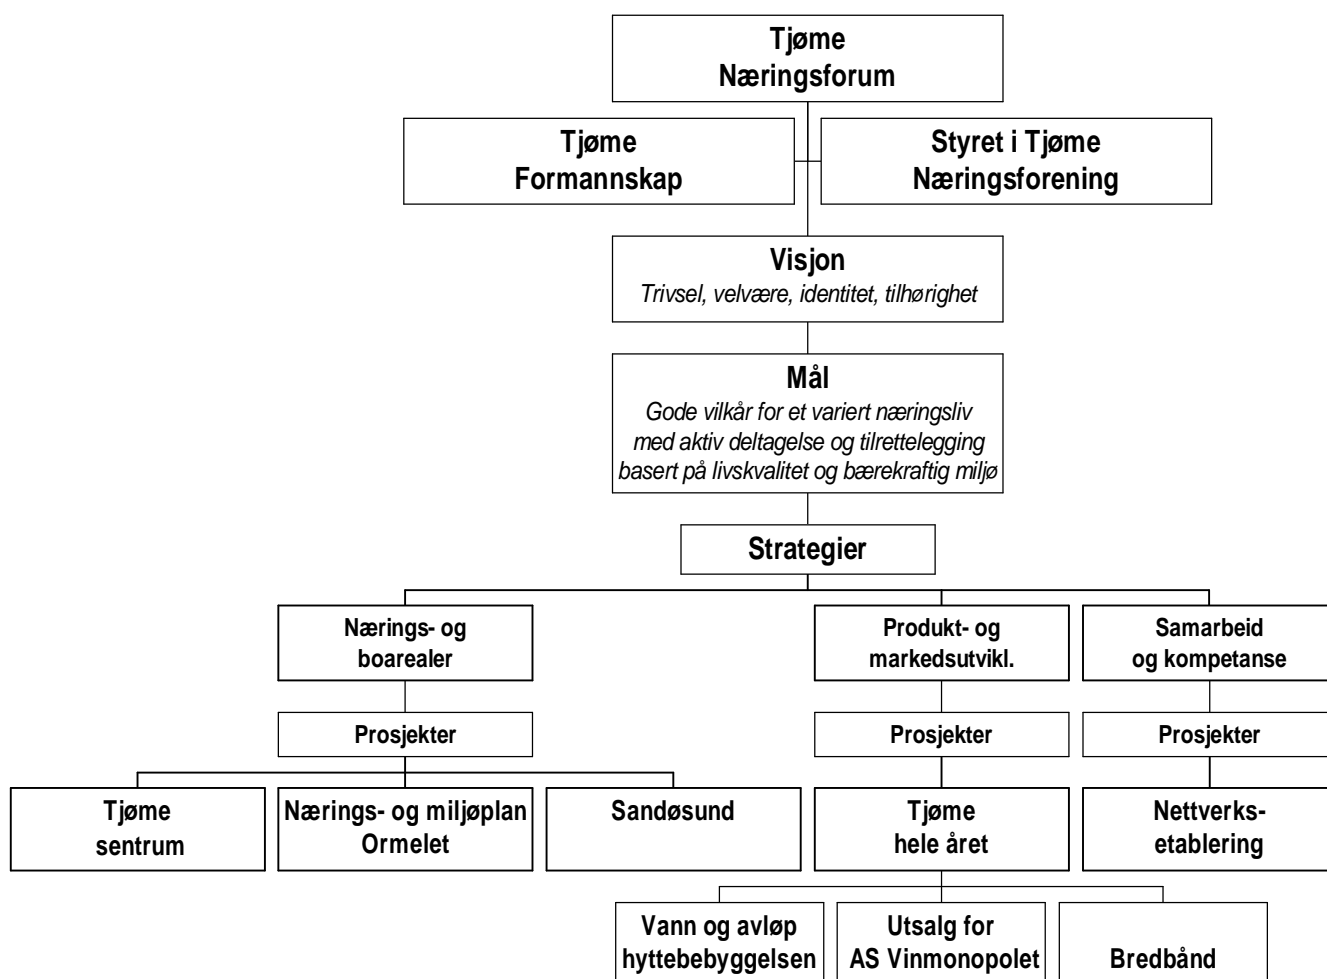 Tjøme
Næringsforum
Tjøme
Formannskap
Styret i Tjøme
Næringsforening
Visjon
Trivsel, velvære, identitet, tilhørighet
Mål
Gode vilkår for et variert næringsliv
med aktiv deltagelse og tilrettelegging
basert på livskvalitet og bærekraftig miljø
Strategier
Nærings- og
boarealer
Produkt- og
markedsutvikl.
Samarbeid
og kompetanse
Prosjekter
Prosjekter
Prosjekter
Tjøme
sentrum
Nærings- og miljøplan
Ormelet
Sandøsund
Tjøme
hele året
Nettverks-
etablering
Vann og avløp
hyttebebyggelsen
Utsalg for
AS Vinmonopolet
Bredbånd